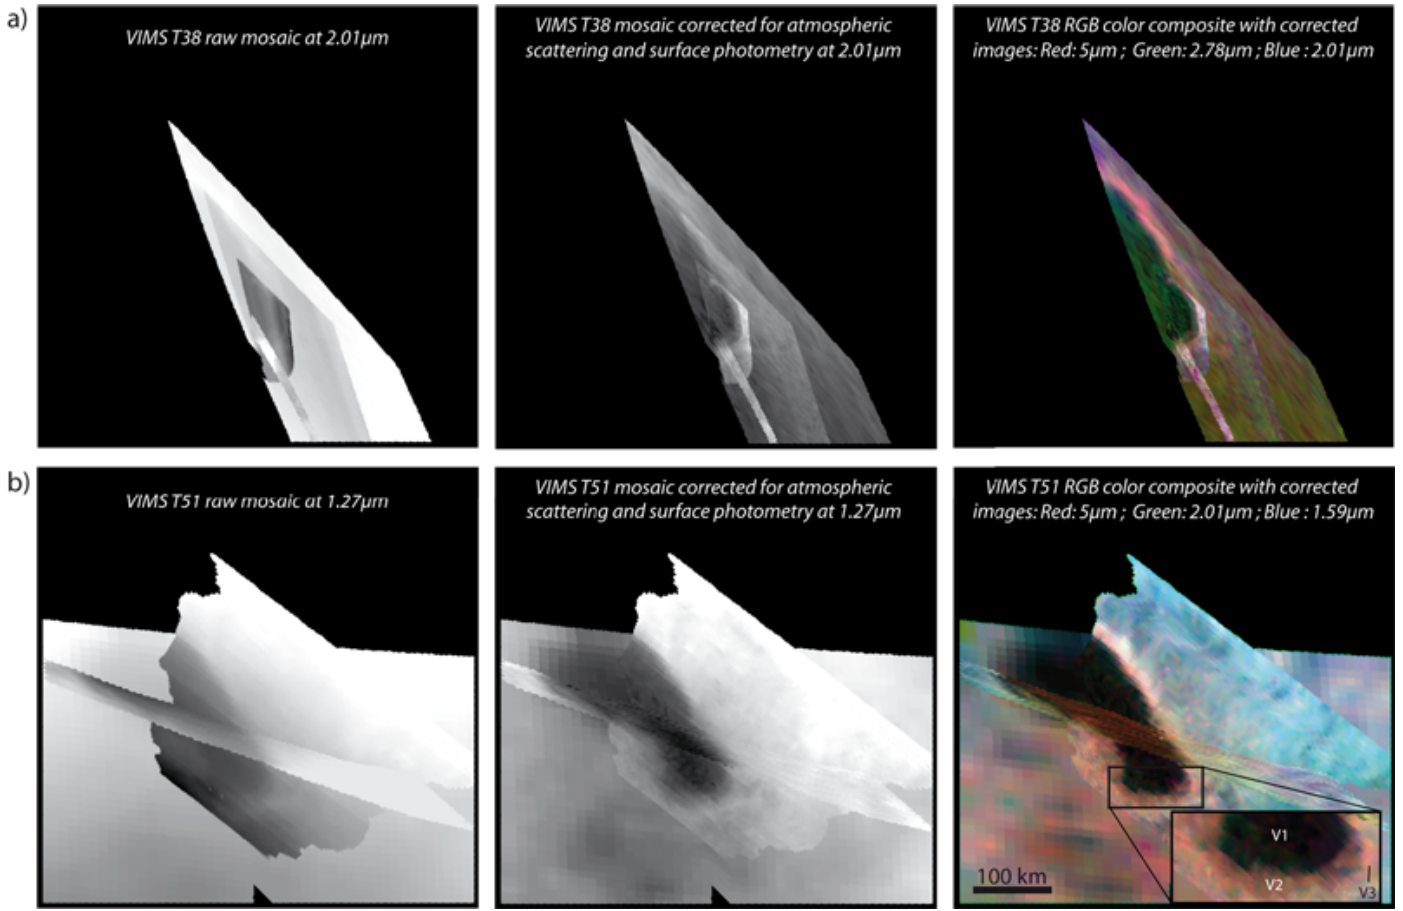 a)
VIMS T38 raw mosaic at 2.01µm
VIMS T38 mosaic corrected for atmospheric
scattering and surface photometry at 2.01µm
VIMS T38 RGB color composite with corrected
images: Red: 5µm ; Green: 2.78µm ; Blue : 2.01µm
b)
VIMS T51 raw mosaic at 1.27µm
VIMS T51 mosaic corrected for atmospheric
scattering and surface photometry at 1.27µm
VIMS T51 RGB color composite with corrected
images: Red: 5µm ; Green: 2.01µm ; Blue : 1.59µm
V1
V2
V3
100 km